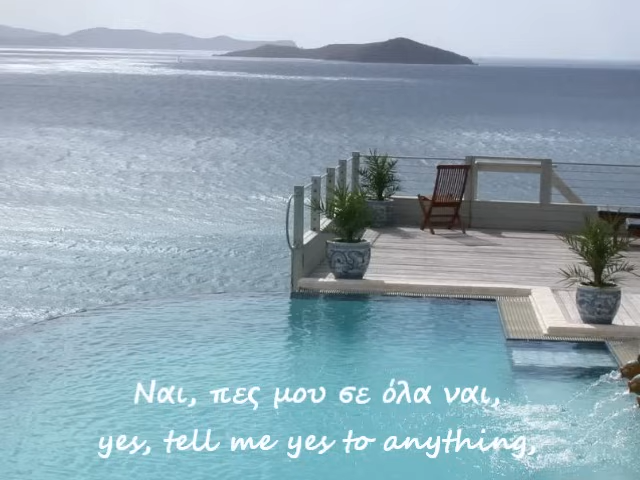 Ναι, πες μου σε όλα ναι,
yes, tell me yes to anything,